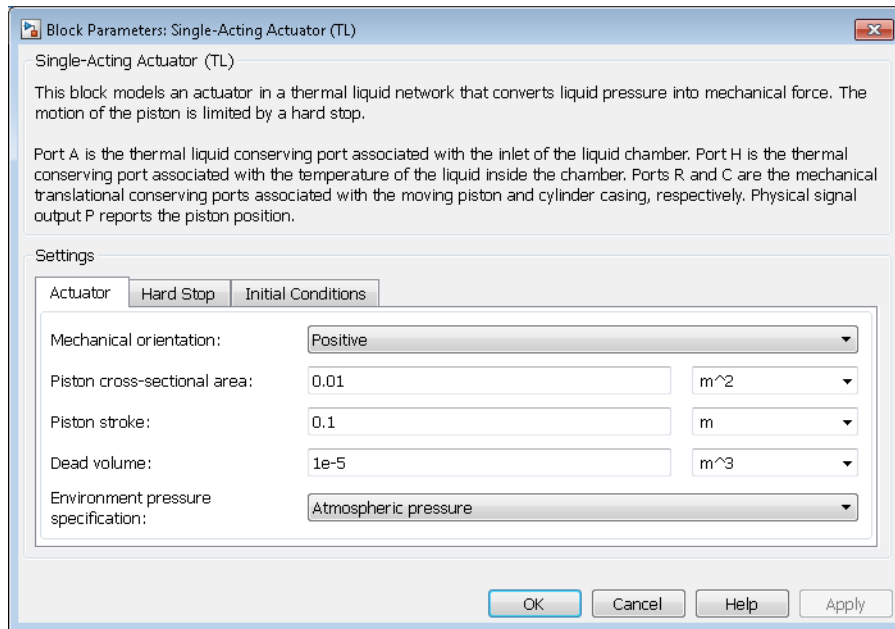 Block Parameters: Single-Acting Actuator (TL)
Single-Acting Actuator (TL)
This block models an actuator in a thermal liquid network that converts liquid pressure into mechanical force. The
motion of the piston is limited by a hard stop.
Port A is the thermal liquid conserving port associated with the inlet of the liquid chamber. Port H is the thermal
conserving port associated with the temperature of the liquid inside the chamber. Ports R and C are the mechanical
translational conserving ports associated with the moving piston and cylinder casing, respectively. Physical signal
output P reports the piston position.
Settings
Actuator Hard Stop Initial Conditions
Mechanical orientation: Positive
Piston cross-sectional area: 0.01 m^2
Piston stroke: 0.1 m
Dead volume: 1e-5 m^3
Environment pressure
specification: Atmospheric pressure
OK Cancel Help Apply